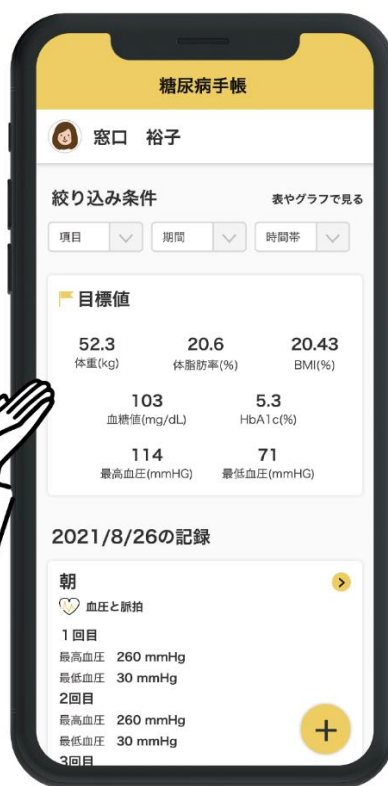 糖尿病手帳
窓口 裕子
絞り込み条件 表やグラフで見る
項目 期間 時間帯
目標値
52.3 20.6 20.43
体重(kg) 体脂肪率(%) BMI(%)
103 5.3
血糖値(mg/dL) HbA1c(%)
114 71
最高血圧(mmHG) 最低血圧(mmHG)
2021/8/26の記録
朝
血圧と脈拍
1回目
最高血圧 260 mmHg
最低血圧 30 mmHg
2回目
最高血圧 260 mmHg
最低血圧 30 mmHg
3回目